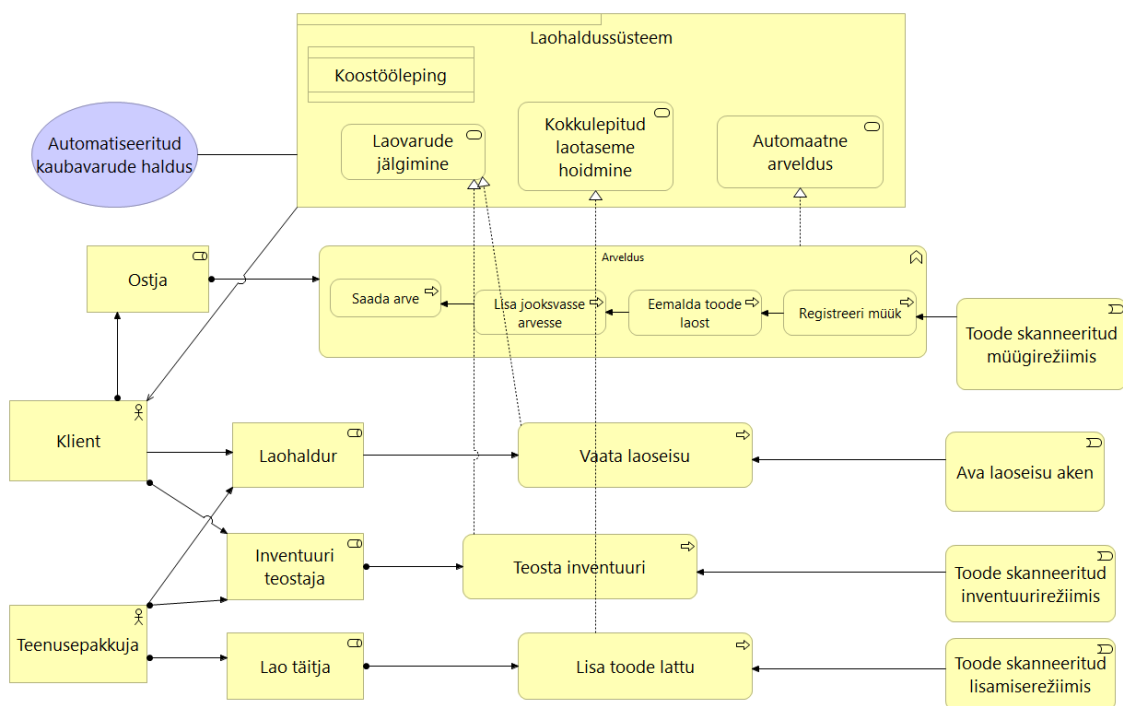 Laohaldussüsteem
Koostööleping
Automatiseeritud
kaubavarude haldus
Laovarude
jälgimine
Kokkulepitud
laotaseme
hoidmine
Automaatne
arveldus
Ostja
Arveldus
Saada arve
Lisa jooksvasse
arvesse
Eemalda toode
laost
Registreeri müük
Toode skanneeritud
müügirežiimis
Klient
Laohaldur
Vaata laoseisu
Ava laoseisu aken
Inventuuri
teostaja
Teosta inventuuri
Toode skanneeritud
inventuurirežiimis
Teenusepakkuja
Lao täitja
Lisa toode lattu
Toode skanneeritud
lisamiserežiimis